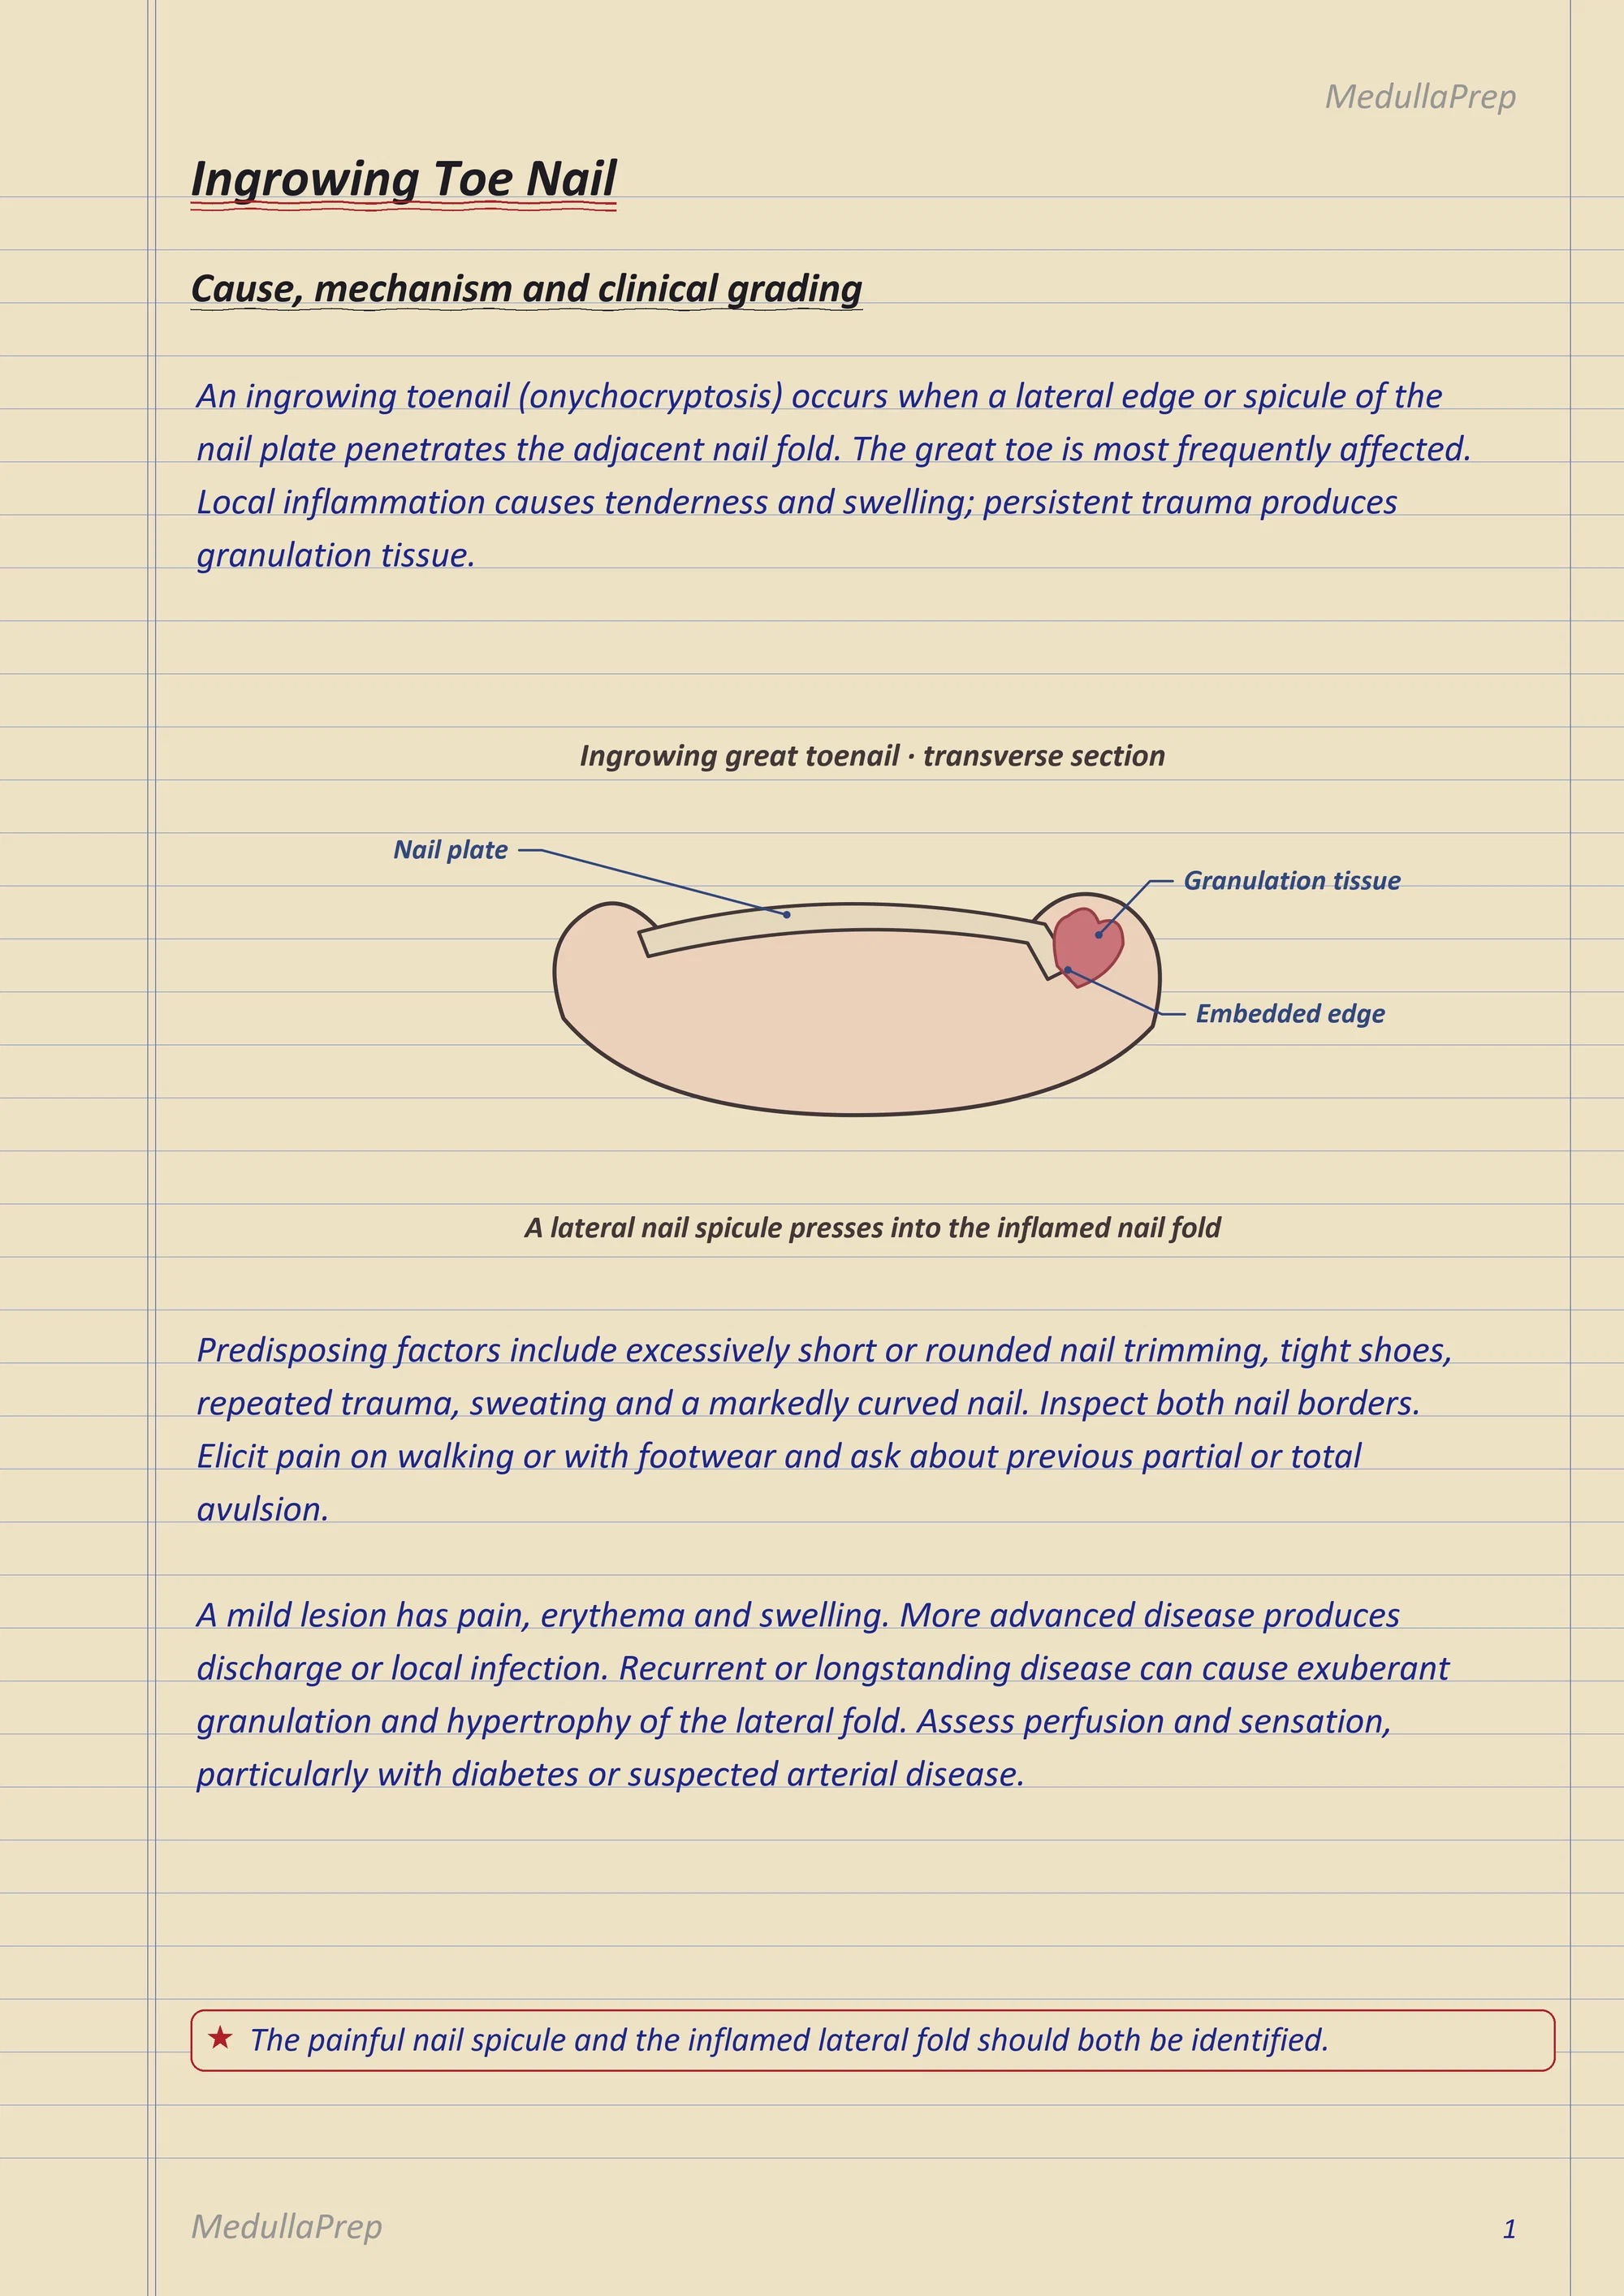 MedullaPrep
Ingrowing Toe Nail
Cause, mechanism and clinical grading
An ingrowing toenail (onychocryptosis) occurs when a lateral edge or spicule of the
nail plate penetrates the adjacent nail fold. The great toe is most frequently affected.
Local inflammation causes tenderness and swelling; persistent trauma produces
granulation tissue.
Ingrowing great toenail · transverse section
Nail plate
Granulation tissue
Embedded edge
A lateral nail spicule presses into the inflamed nail fold
Predisposing factors include excessively short or rounded nail trimming, tight shoes,
repeated trauma, sweating and a markedly curved nail. Inspect both nail borders.
Elicit pain on walking or with footwear and ask about previous partial or total
avulsion.
A mild lesion has pain, erythema and swelling. More advanced disease produces
discharge or local infection. Recurrent or longstanding disease can cause exuberant
granulation and hypertrophy of the lateral fold. Assess perfusion and sensation,
particularly with diabetes or suspected arterial disease.
★ The painful nail spicule and the inflamed lateral fold should both be identified.
MedullaPrep
1